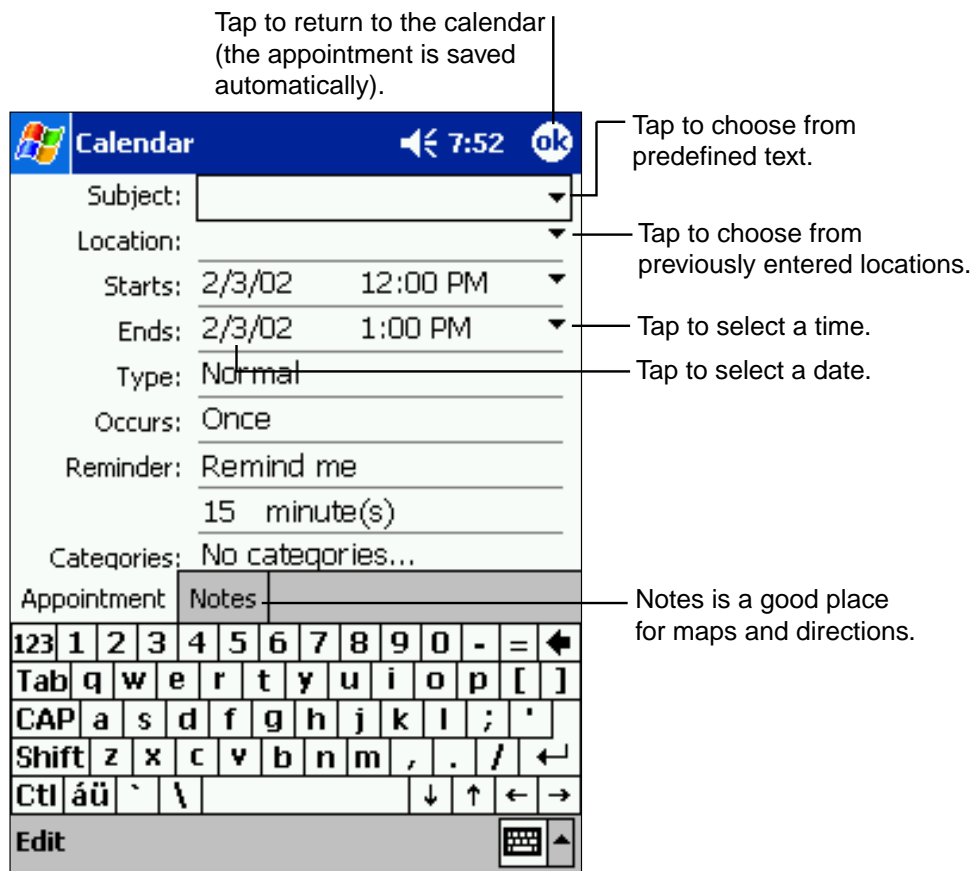 Tap to return to the calendar
(the appointment is saved
automatically).
Calendar 7:52 ok
Tap to choose from
predefined text.
Subject:
Location:
Tap to choose from
previously entered locations.
Starts: 2/3/02 12:00 PM
Ends: 2/3/02 1:00 PM
Tap to select a time.
Type: Normal
Tap to select a date.
Occurs: Once
Reminder: Remind me
15 minute(s)
Categories: No categories...
Appointment Notes
Notes is a good place
for maps and directions.
123 1 2 3 4 5 6 7 8 9 0 - =
Tab q w e r t y u i o p [ ]
CAP a s d f g h j k l ; '
Shift z x c v b n m , . /
Ctl áü ` \ ↓ ↑ ← →
Edit